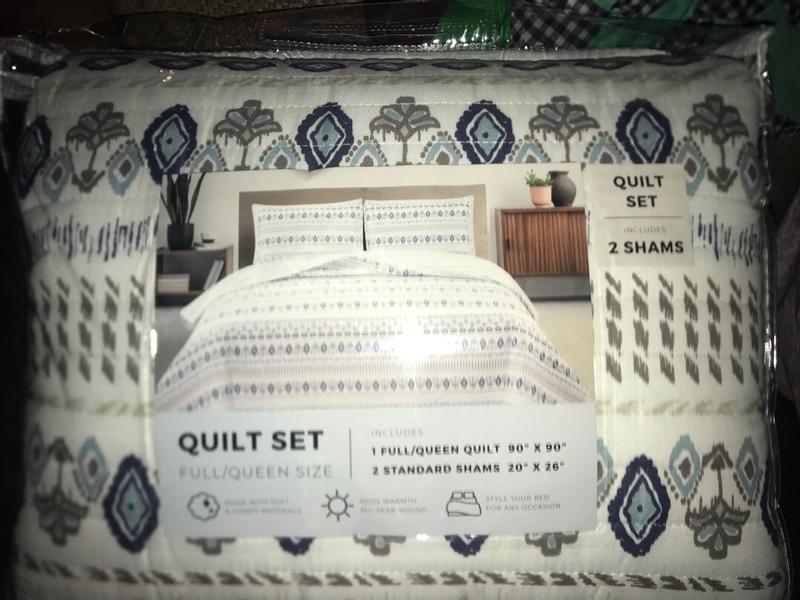 QUILT
SET
INCLUDES
2 SHAMS
QUILT SET
FULL/QUEEN SIZE
INCLUDES
1 FULL/QUEEN QUILT 90" X 90"
2 STANDARD SHAMS 20" X 26"
MADE WITH SOFT
& COMFY MATERIALS
ADDS WARMTH
ALL-YEAR-ROUND
STYLE YOUR BED
FOR ANY OCCASION